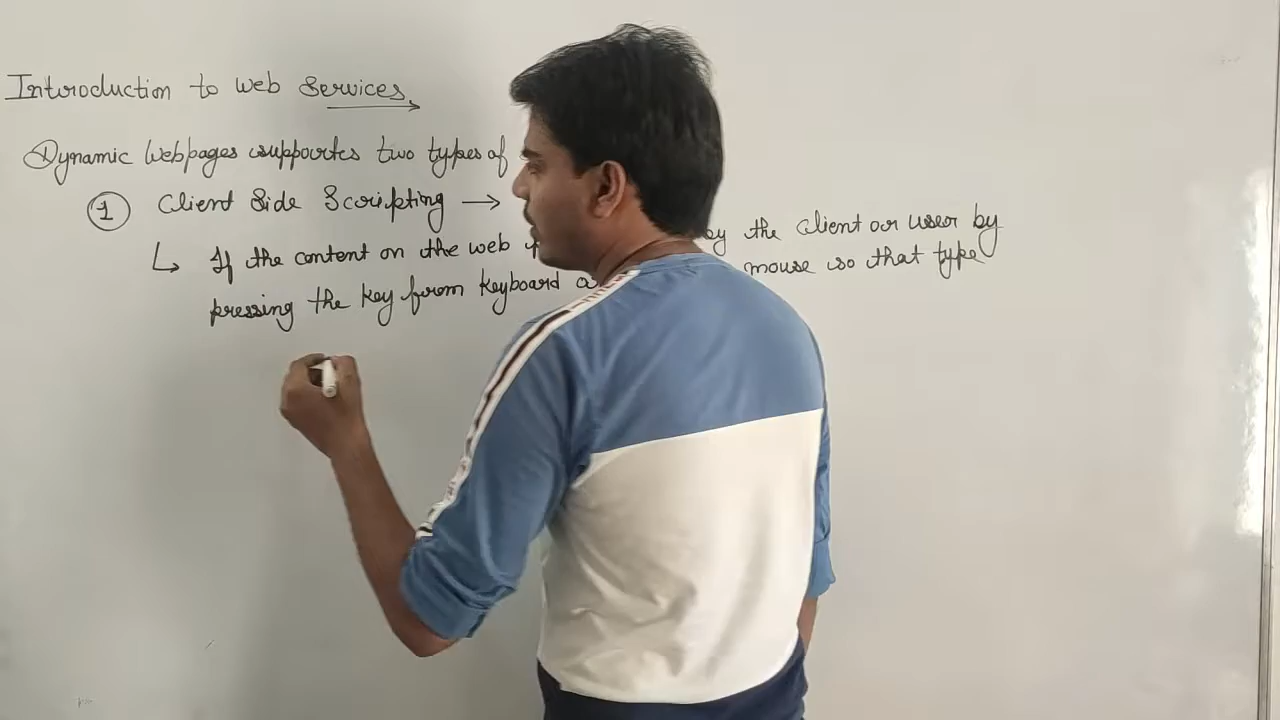 Introduction to Web Services
Dynamic Webpages supportes two types of
1 Client Side Scripting →
↳ If the content on the web by the client or user by
pressing the key from keyboard mouse so that type